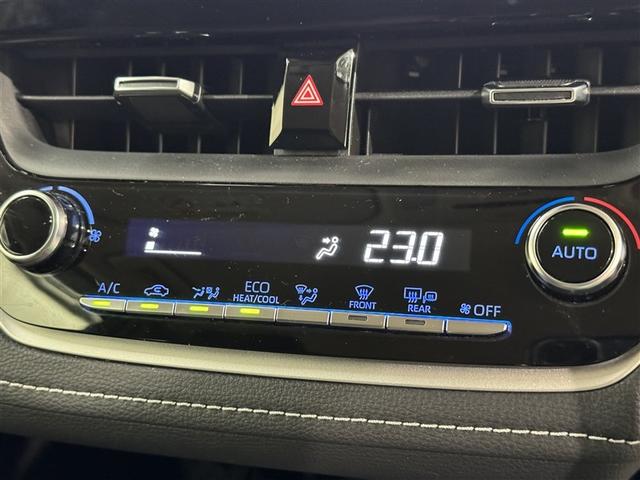 23.0
AUTO
A/C
ECO
HEAT/COOL
FRONT
REAR
OFF